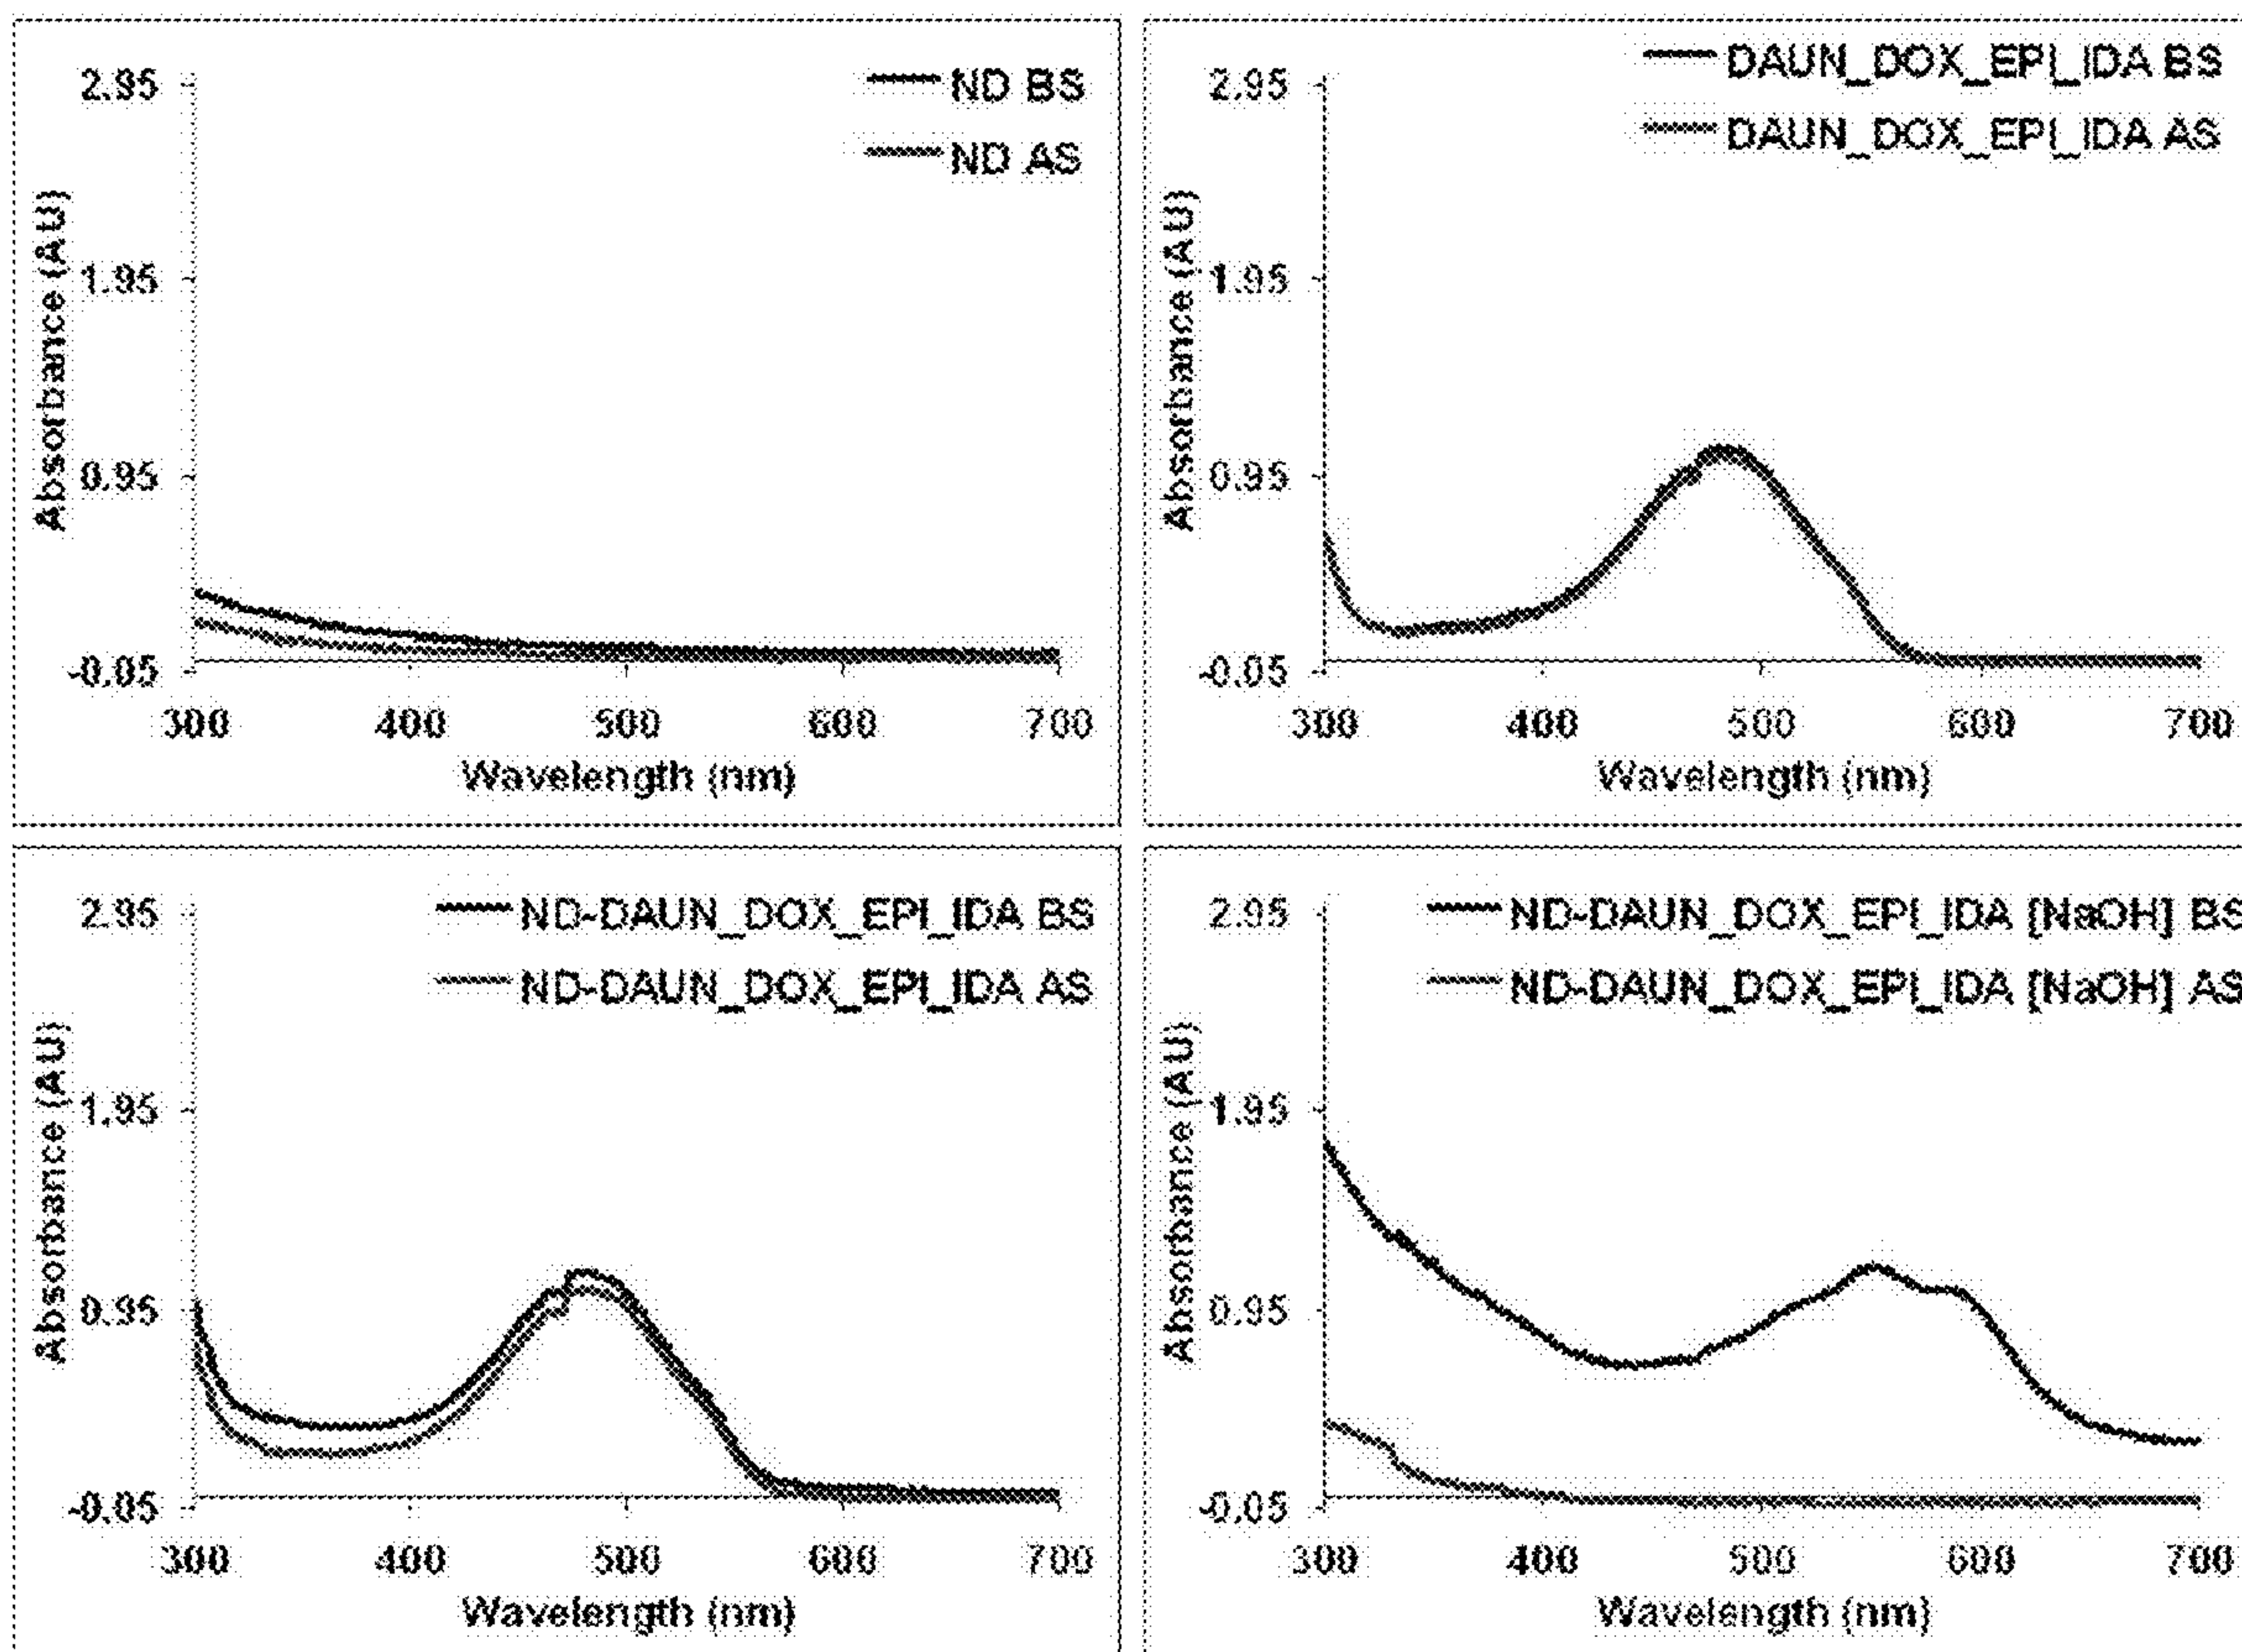 ND BS
ND AS
2.95
1.95
0.95
-0.05
Absorbance (AU)
300 400 500 600 700
Wavelength (nm)
DAUN_DOX_EPI_IDA BS
DAUN_DOX_EPI_IDA AS
2.95
1.95
0.95
-0.05
Absorbance (AU)
300 400 500 600 700
Wavelength (nm)
ND-DAUN_DOX_EPI_IDA BS
ND-DAUN_DOX_EPI_IDA AS
2.95
1.95
0.95
-0.05
Absorbance (AU)
300 400 500 600 700
Wavelength (nm)
ND-DAUN_DOX_EPI_IDA [NaOH] BS
ND-DAUN_DOX_EPI_IDA [NaOH] AS
2.95
1.95
0.95
-0.05
Absorbance (AU)
300 400 500 600 700
Wavelength (nm)